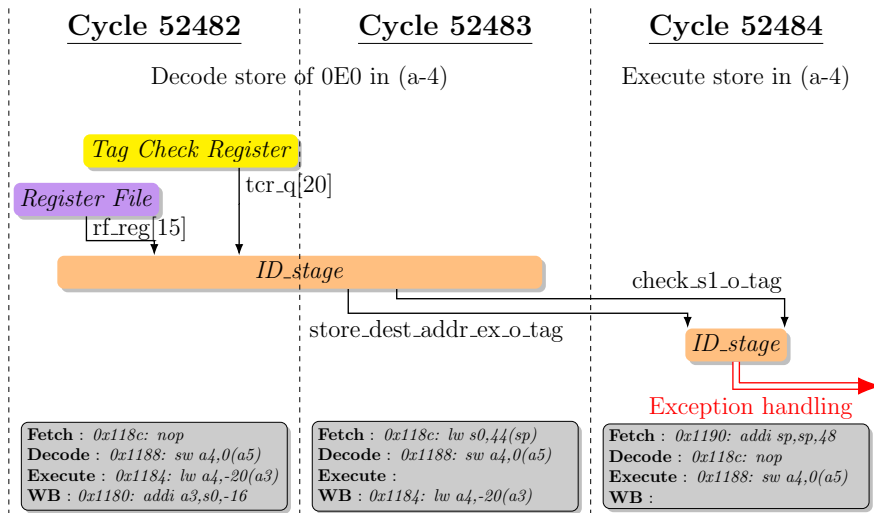 Cycle 52482
Cycle 52483
Cycle 52484
Decode store of 0E0 in (a-4)
Execute store in (a-4)
Tag Check Register
tcr_q[20]
Register File
rf_reg[15]
ID_stage
check_s1_o_tag
store_dest_addr_ex_o_tag
ID_stage
Exception handling
Fetch : 0x118c: nop
Decode : 0x1188: sw a4,0(a5)
Execute : 0x1184: lw a4,-20(a3)
WB : 0x1180: addi a3,s0,-16
Fetch : 0x118c: lw s0,44(sp)
Decode : 0x1188: sw a4,0(a5)
Execute :
WB : 0x1184: lw a4,-20(a3)
Fetch : 0x1190: addi sp,sp,48
Decode : 0x118c: nop
Execute : 0x1188: sw a4,0(a5)
WB :